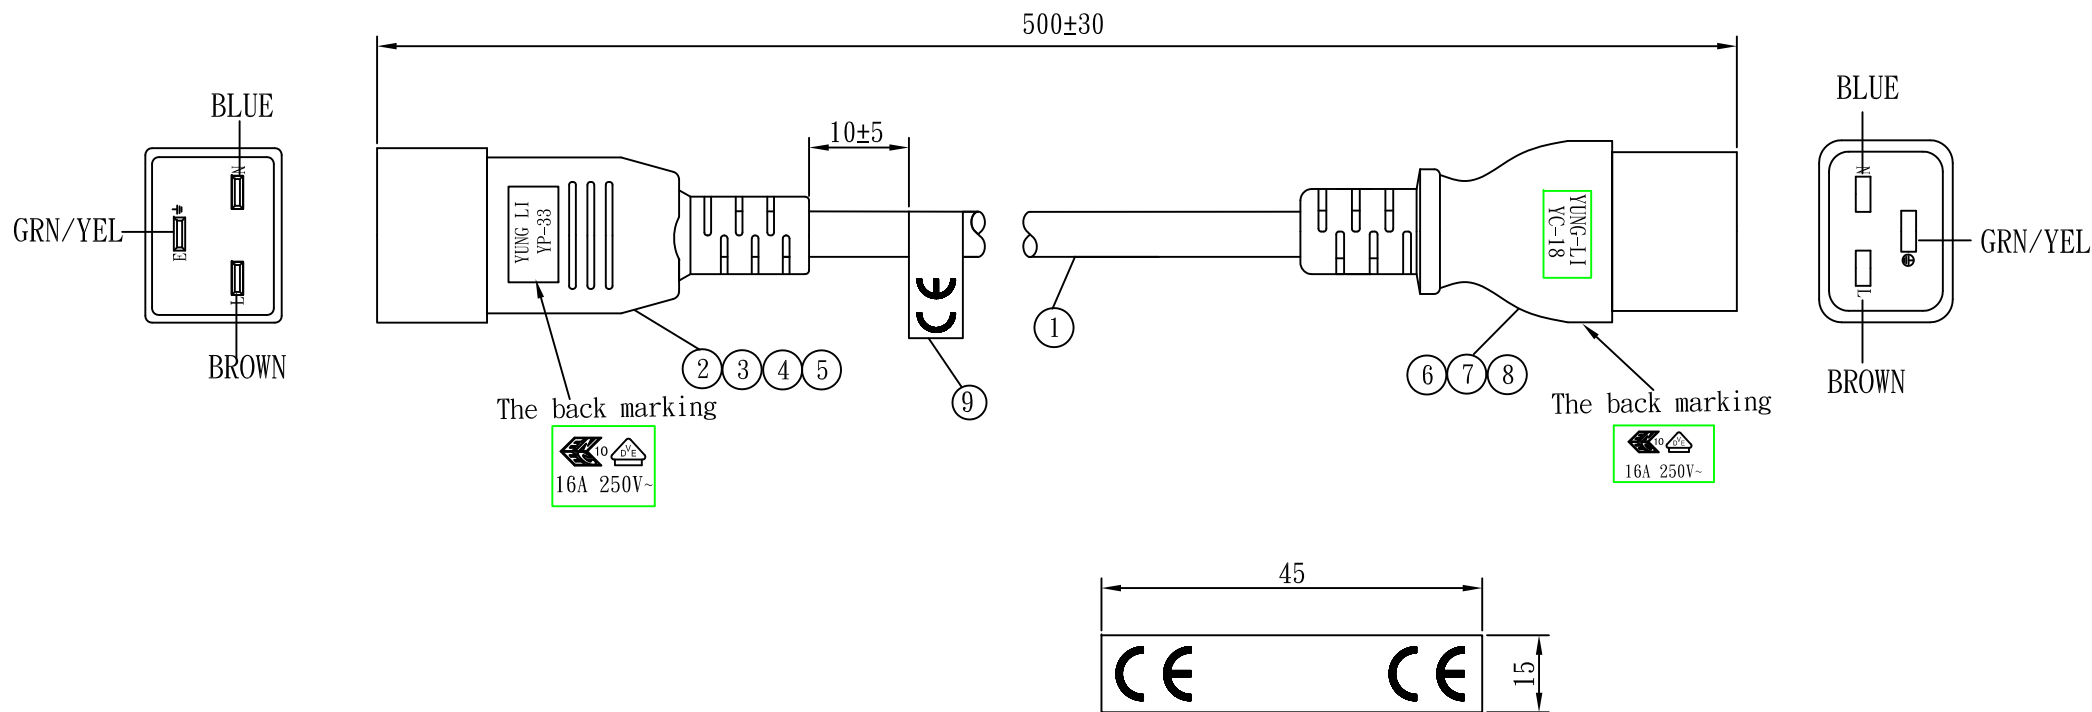 500±30
BLUE
N
GRN/YEL
E
L
BROWN
YUNG LI
YP-33
10±5
CE
YUNG-LI
YC-18
BLUE
N
GRN/YEL
L
BROWN
1
2 3 4 5
6 7 8
9
The back marking
10 VDE
16A 250V~
The back marking
10 VDE
16A 250V~
45
CE CE
15